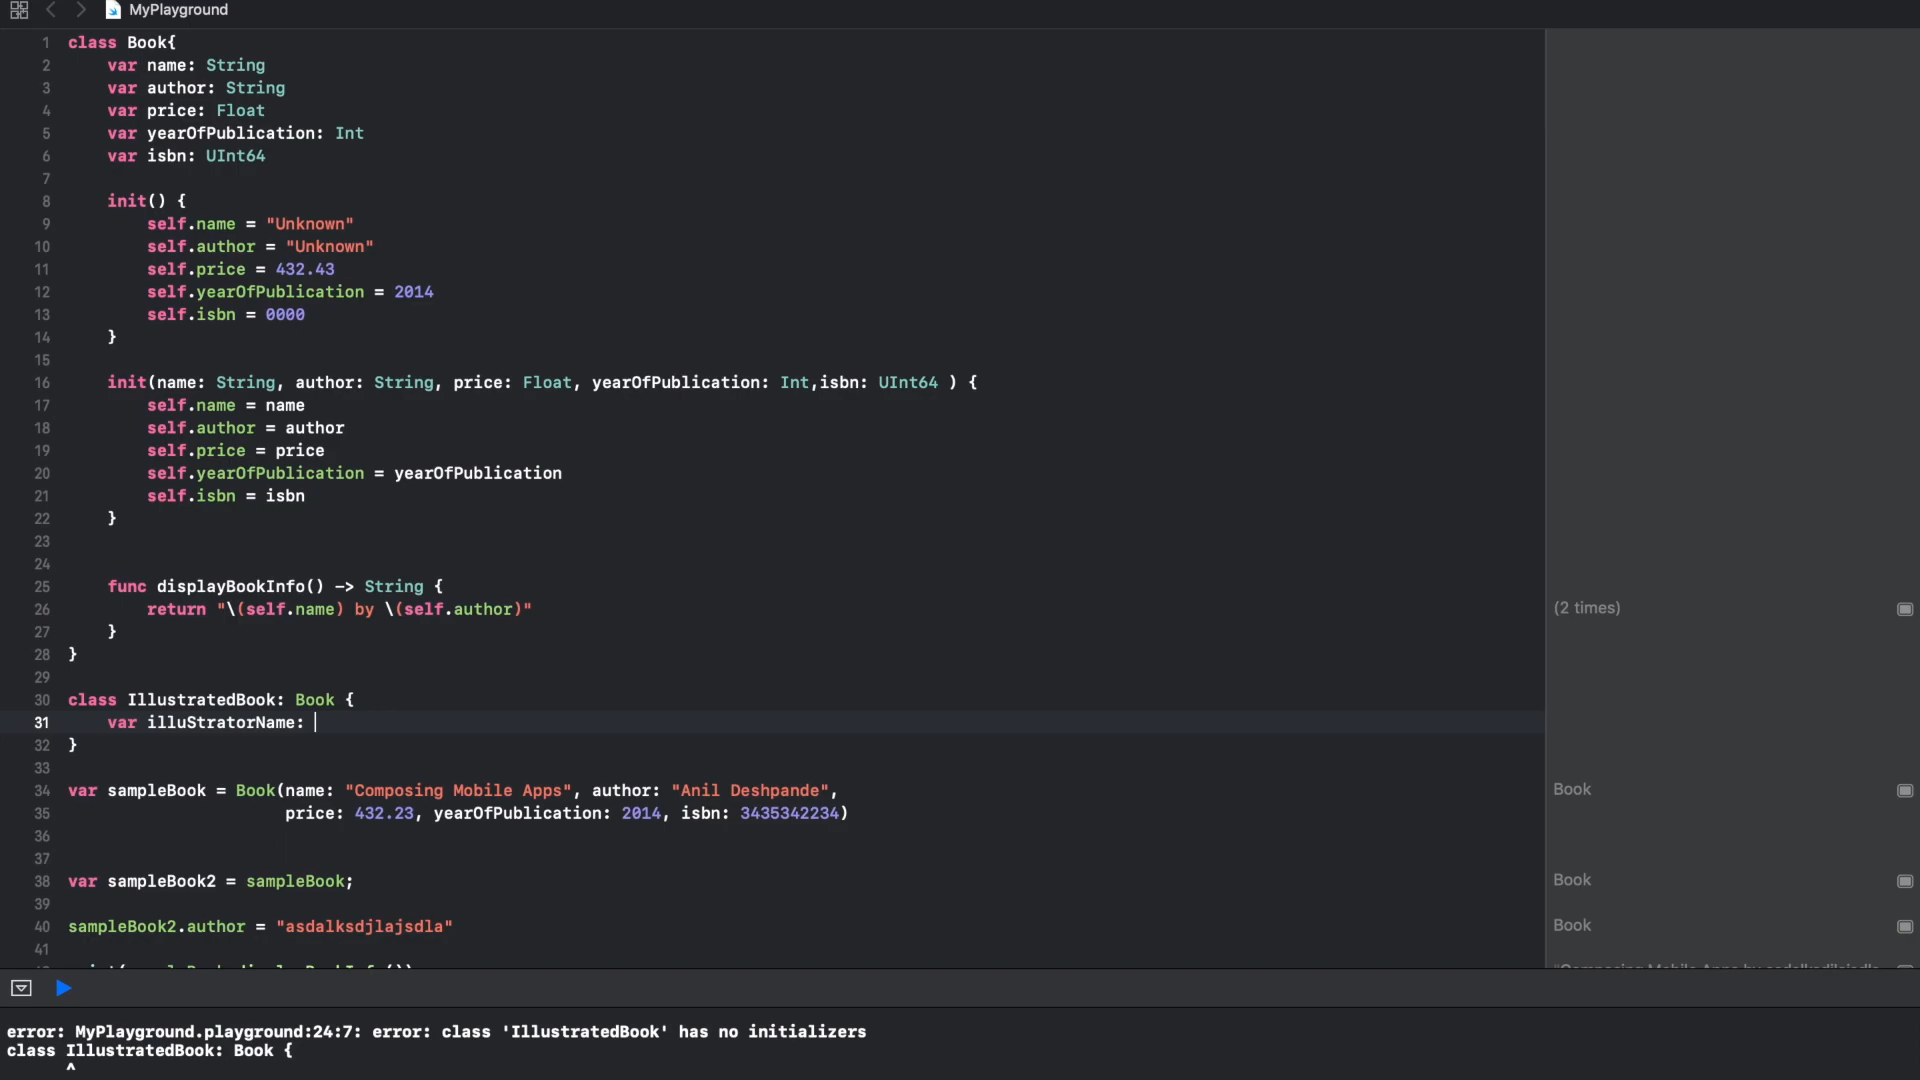 MyPlayground
1 class Book{
2 var name: String
3 var author: String
4 var price: Float
5 var yearOfPublication: Int
6 var isbn: UInt64
7
8 init() {
9 self.name = "Unknown"
10 self.author = "Unknown"
11 self.price = 432.43
12 self.yearOfPublication = 2014
13 self.isbn = 0000
14 }
15
16 init(name: String, author: String, price: Float, yearOfPublication: Int,isbn: UInt64 ) {
17 self.name = name
18 self.author = author
19 self.price = price
20 self.yearOfPublication = yearOfPublication
21 self.isbn = isbn
22 }
23
24
25 func displayBookInfo() -> String {
26 return "\(self.name) by \(self.author)" (2 times)
27 }
28 }
29
30 class IllustratedBook: Book {
31 var illuStratorName:
32 }
33
34 var sampleBook = Book(name: "Composing Mobile Apps", author: "Anil Deshpande", Book
35 price: 432.23, yearOfPublication: 2014, isbn: 3435342234)
36
37
38 var sampleBook2 = sampleBook; Book
39
40 sampleBook2.author = "asdalksdjlajsdla" Book
41
error: MyPlayground.playground:24:7: error: class 'IllustratedBook' has no initializers
class IllustratedBook: Book {
^